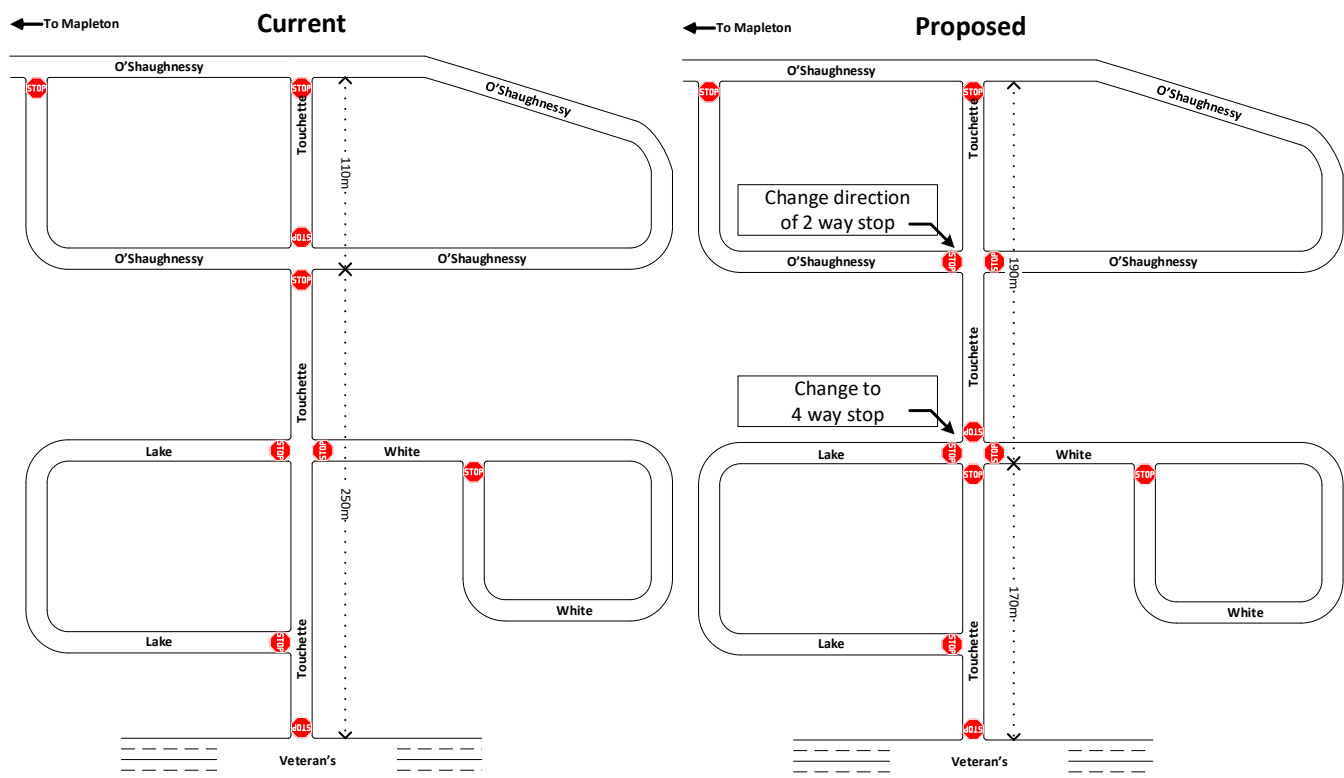 To Mapleton
Current
O'Shaughnessy
STOP
STOP
O'Shaughnessy
Touchette
110m
STOP
O'Shaughnessy
O'Shaughnessy
STOP
Touchette
Lake
STOP
STOP
White
STOP
250m
White
Lake
STOP
Touchette
STOP
Veteran's
To Mapleton
Proposed
O'Shaughnessy
STOP
STOP
O'Shaughnessy
Touchette
Change direction
of 2 way stop
O'Shaughnessy
STOP
STOP
190m
O'Shaughnessy
Touchette
Change to
4 way stop
STOP
Lake
STOP
STOP
White
STOP
STOP
170m
White
Lake
STOP
Touchette
STOP
Veteran's